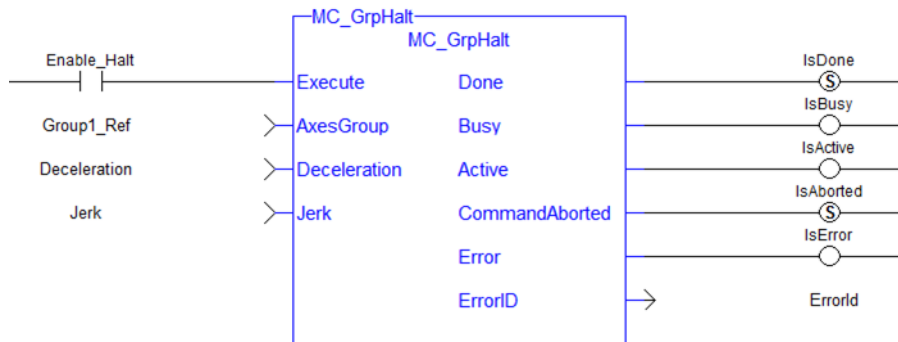 MC_GrpHalt
MC_GrpHalt
Enable_Halt
Execute
Done
IsDone
S
Group1_Ref
AxesGroup
Busy
IsBusy
Deceleration
Deceleration
Active
IsActive
Jerk
Jerk
CommandAborted
IsAborted
S
Error
IsError
ErrorID
ErrorId